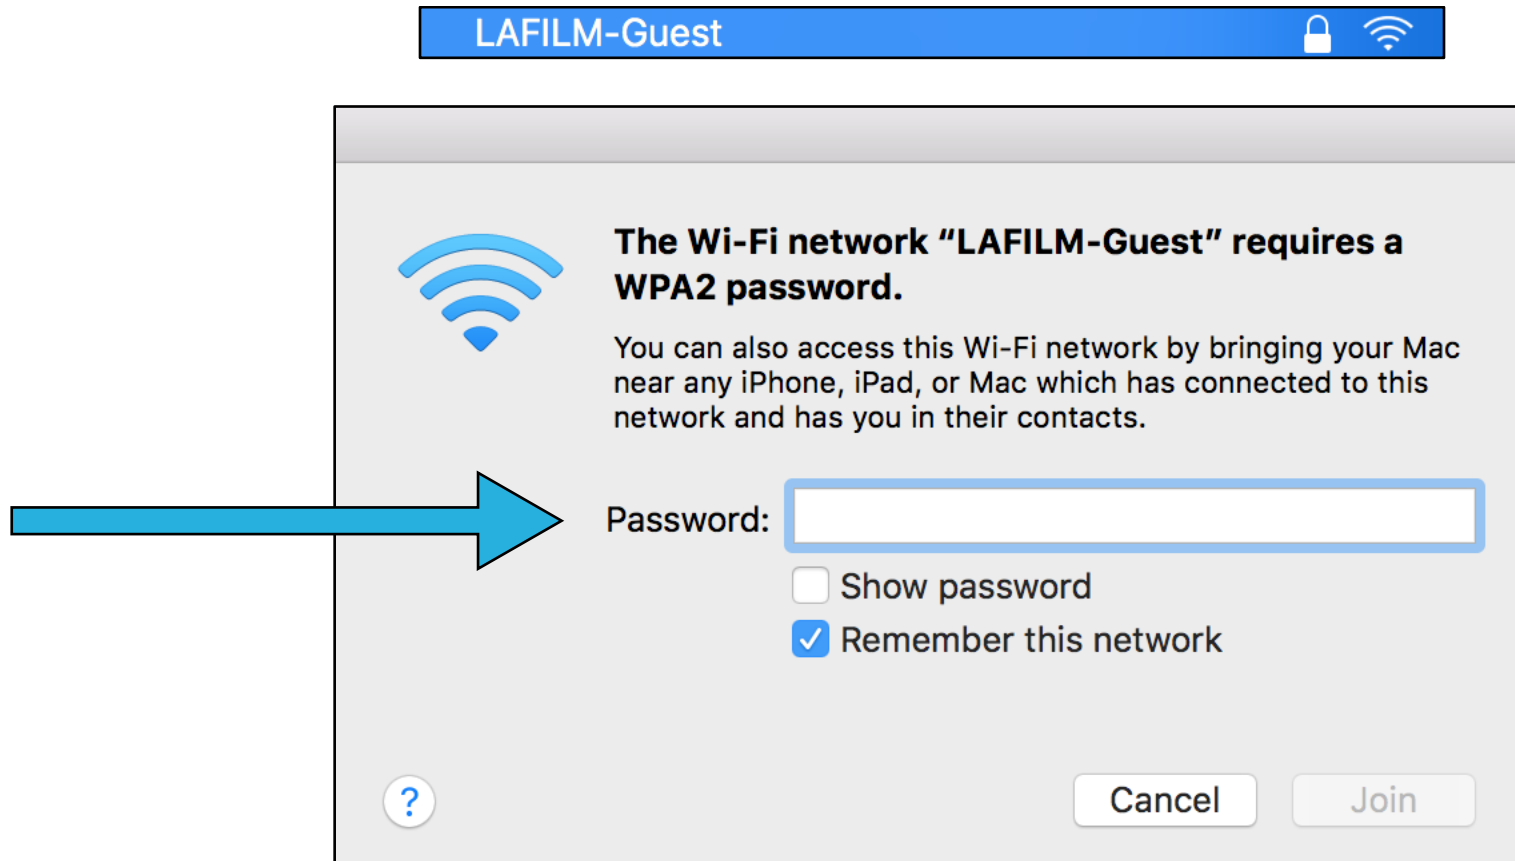 LAFILM-Guest
The Wi-Fi network “LAFILM-Guest” requires a
WPA2 password.
You can also access this Wi-Fi network by bringing your Mac
near any iPhone, iPad, or Mac which has connected to this
network and has you in their contacts.
Password:
Show password
Remember this network
?
Cancel
Join